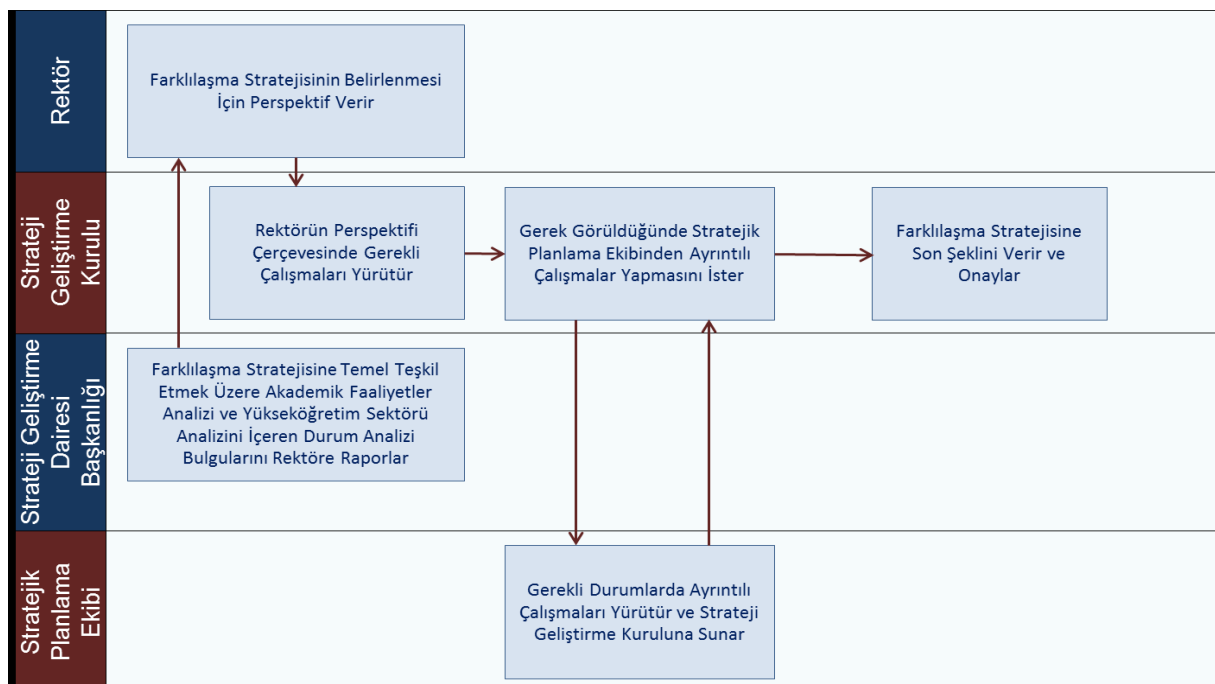 Rektör
Farklılaşma Stratejisinin Belirlenmesi
İçin Perspektif Verir
Strateji
Geliştirme
Kurulu
Rektörün Perspektifi
Çerçevesinde Gerekli
Çalışmaları Yürütür
Gerek Görüldüğünde Stratejik
Planlama Ekibinden Ayrıntılı
Çalışmalar Yapmasını İster
Farklılaşma Stratejisine
Son Şeklini Verir ve
Onaylar
Strateji Geliştirme
Dairesi
Başkanlığı
Farklılaşma Stratejisine Temel Teşkil
Etmek Üzere Akademik Faaliyetler
Analizi ve Yükseköğretim Sektörü
Analizini İçeren Durum Analizi
Bulgularını Rektöre Raporlar
Stratejik
Planlama
Ekibi
Gerekli Durumlarda Ayrıntılı
Çalışmaları Yürütür ve Strateji
Geliştirme Kuruluna Sunar